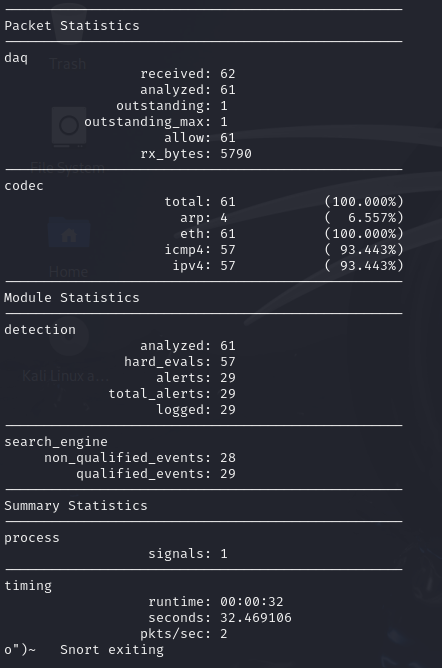 Packet Statistics
daq
received: 62
analyzed: 61
outstanding: 1
outstanding_max: 1
allow: 61
rx_bytes: 5790
codec
total: 61 (100.000%)
arp: 4 ( 6.557%)
eth: 61 (100.000%)
icmp4: 57 ( 93.443%)
ipv4: 57 ( 93.443%)
Module Statistics
detection
analyzed: 61
hard_evals: 57
alerts: 29
total_alerts: 29
logged: 29
search_engine
non_qualified_events: 28
qualified_events: 29
Summary Statistics
process
signals: 1
timing
runtime: 00:00:32
seconds: 32.469106
pkts/sec: 2
o")~ Snort exiting
Trash
File System
Home
Kali Linux a...